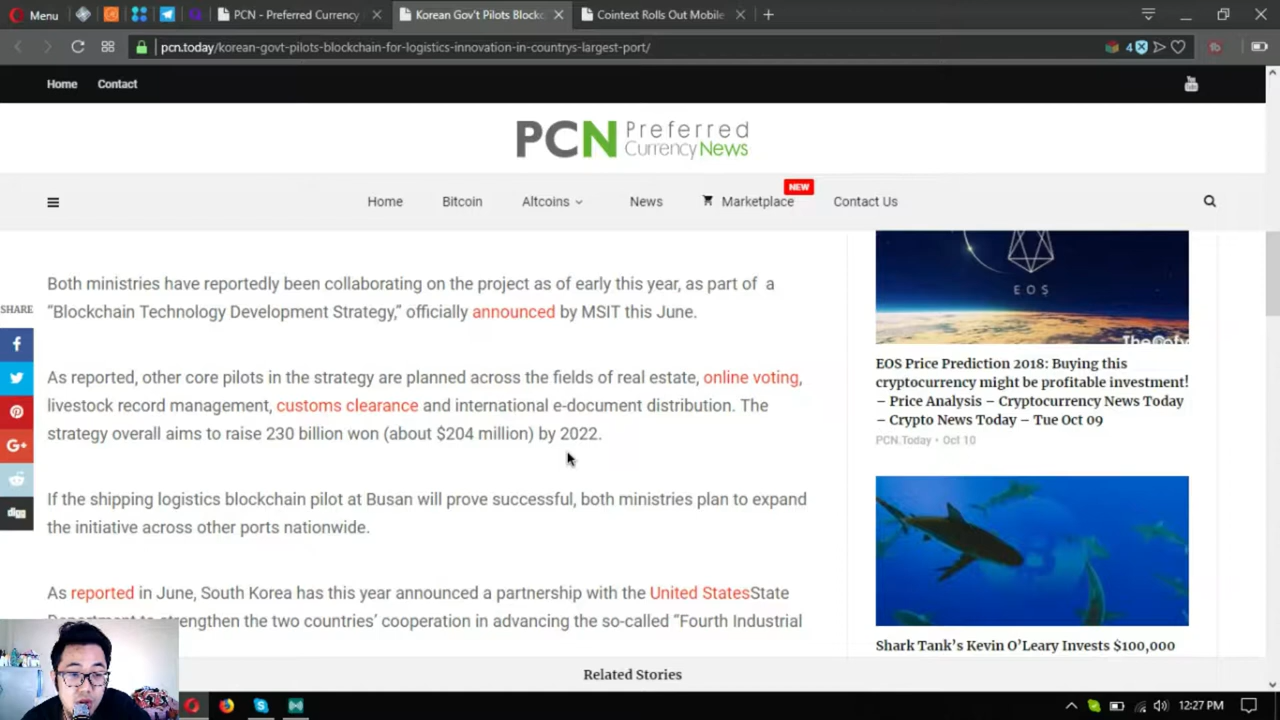 Menu
PCN - Preferred Currency
Korean Gov't Pilots Blockc
Cointext Rolls Out Mobile
pcn.today/korean-govt-pilots-blockchain-for-logistics-innovation-in-countrys-largest-port/
4
Home Contact
PCN Preferred CurrencyNews
NEW
Home Bitcoin Altcoins News Marketplace Contact Us
Both ministries have reportedly been collaborating on the project as of early this year, as part of a
“Blockchain Technology Development Strategy,” officially announced by MSIT this June.
SHARE
As reported, other core pilots in the strategy are planned across the fields of real estate, online voting,
livestock record management, customs clearance and international e-document distribution. The
strategy overall aims to raise 230 billion won (about $204 million) by 2022.
If the shipping logistics blockchain pilot at Busan will prove successful, both ministries plan to expand
the initiative across other ports nationwide.
As reported in June, South Korea has this year announced a partnership with the United StatesState
Department to strengthen the two countries’ cooperation in advancing the so-called “Fourth Industrial
G+
digg
EOS
EOS Price Prediction 2018: Buying this
cryptocurrency might be profitable investment!
– Price Analysis – Cryptocurrency News Today
– Crypto News Today – Tue Oct 09
PCN.Today • Oct 10
Shark Tank’s Kevin O’Leary Invests $100,000
Related Stories
12:27 PM